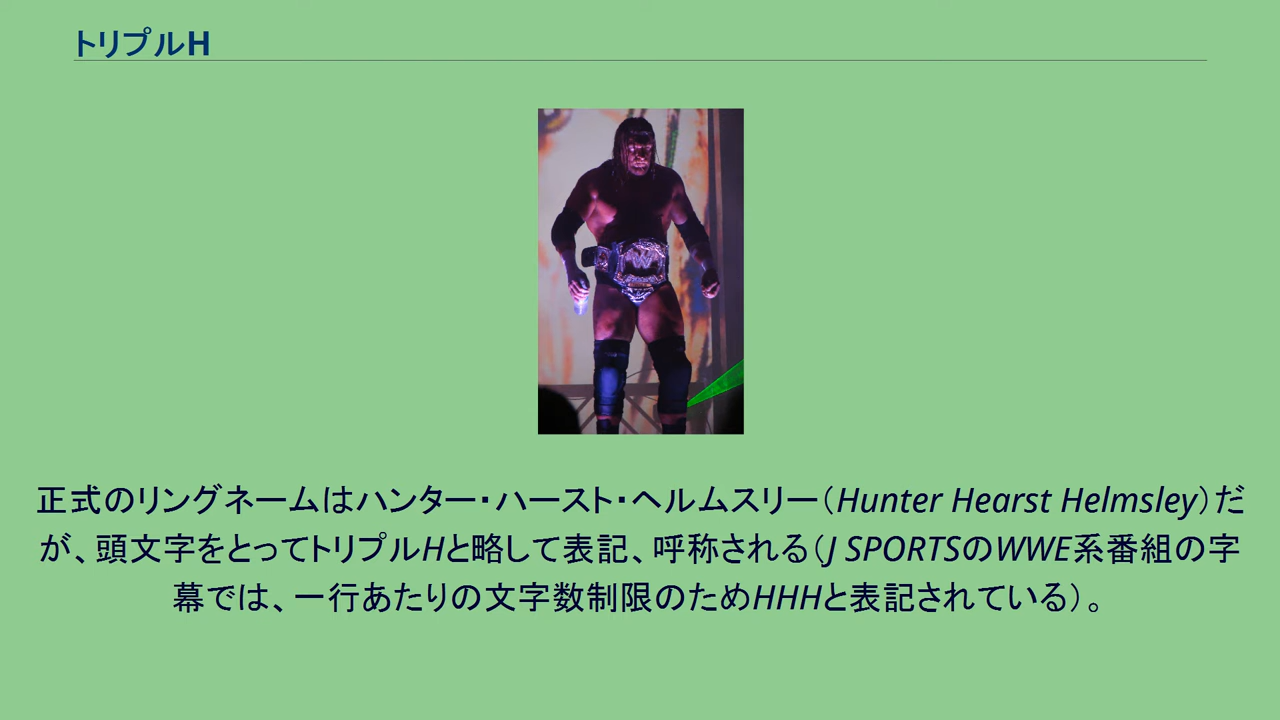 トリプルH
正式のリングネームはハンター・ハースト・ヘルムスリー（Hunter Hearst Helmsley）だ
が、頭文字をとってトリプルHと略して表記、呼称される（J SPORTSのWWE系番組の字
幕では、一行あたりの文字数制限のためHHHと表記されている）。